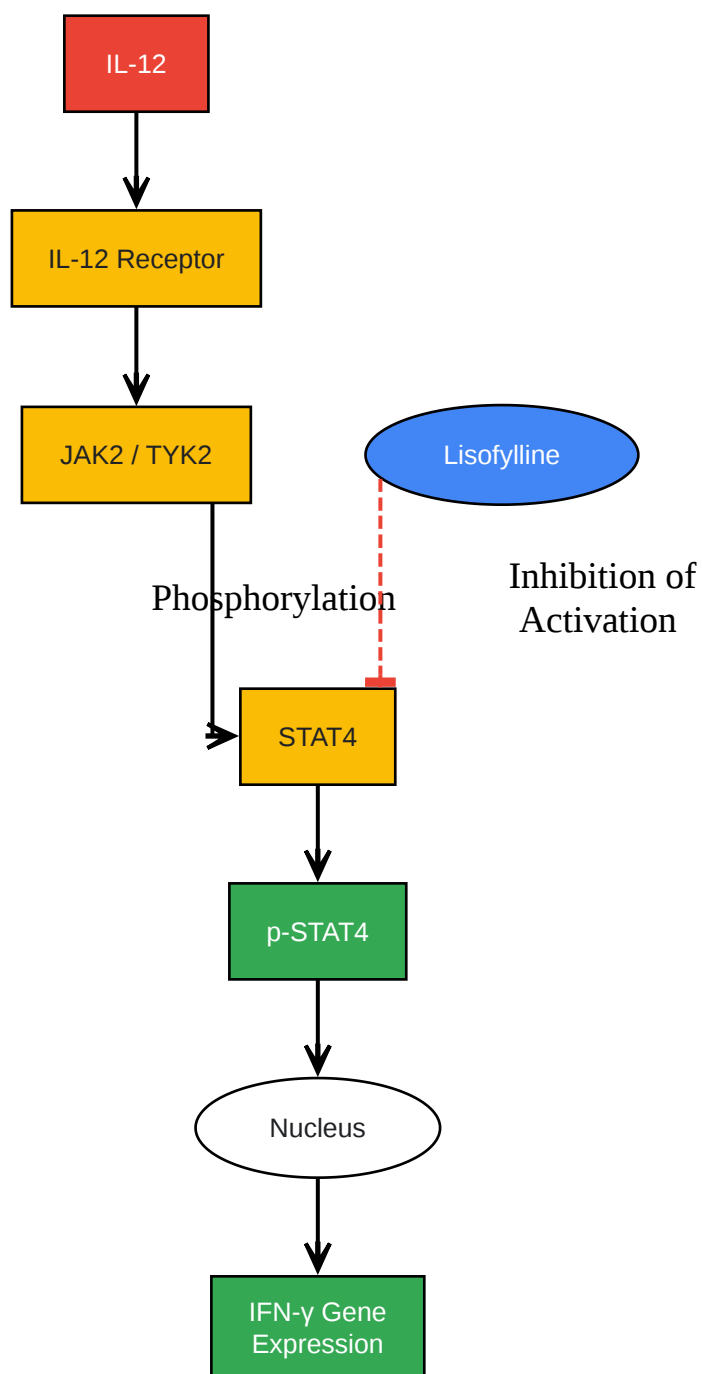 IL-12
IL-12 Receptor
JAK2 / TYK2
Lisofylline
Phosphorylation
Inhibition of
Activation
STAT4
p-STAT4
Nucleus
IFN-γ Gene
Expression